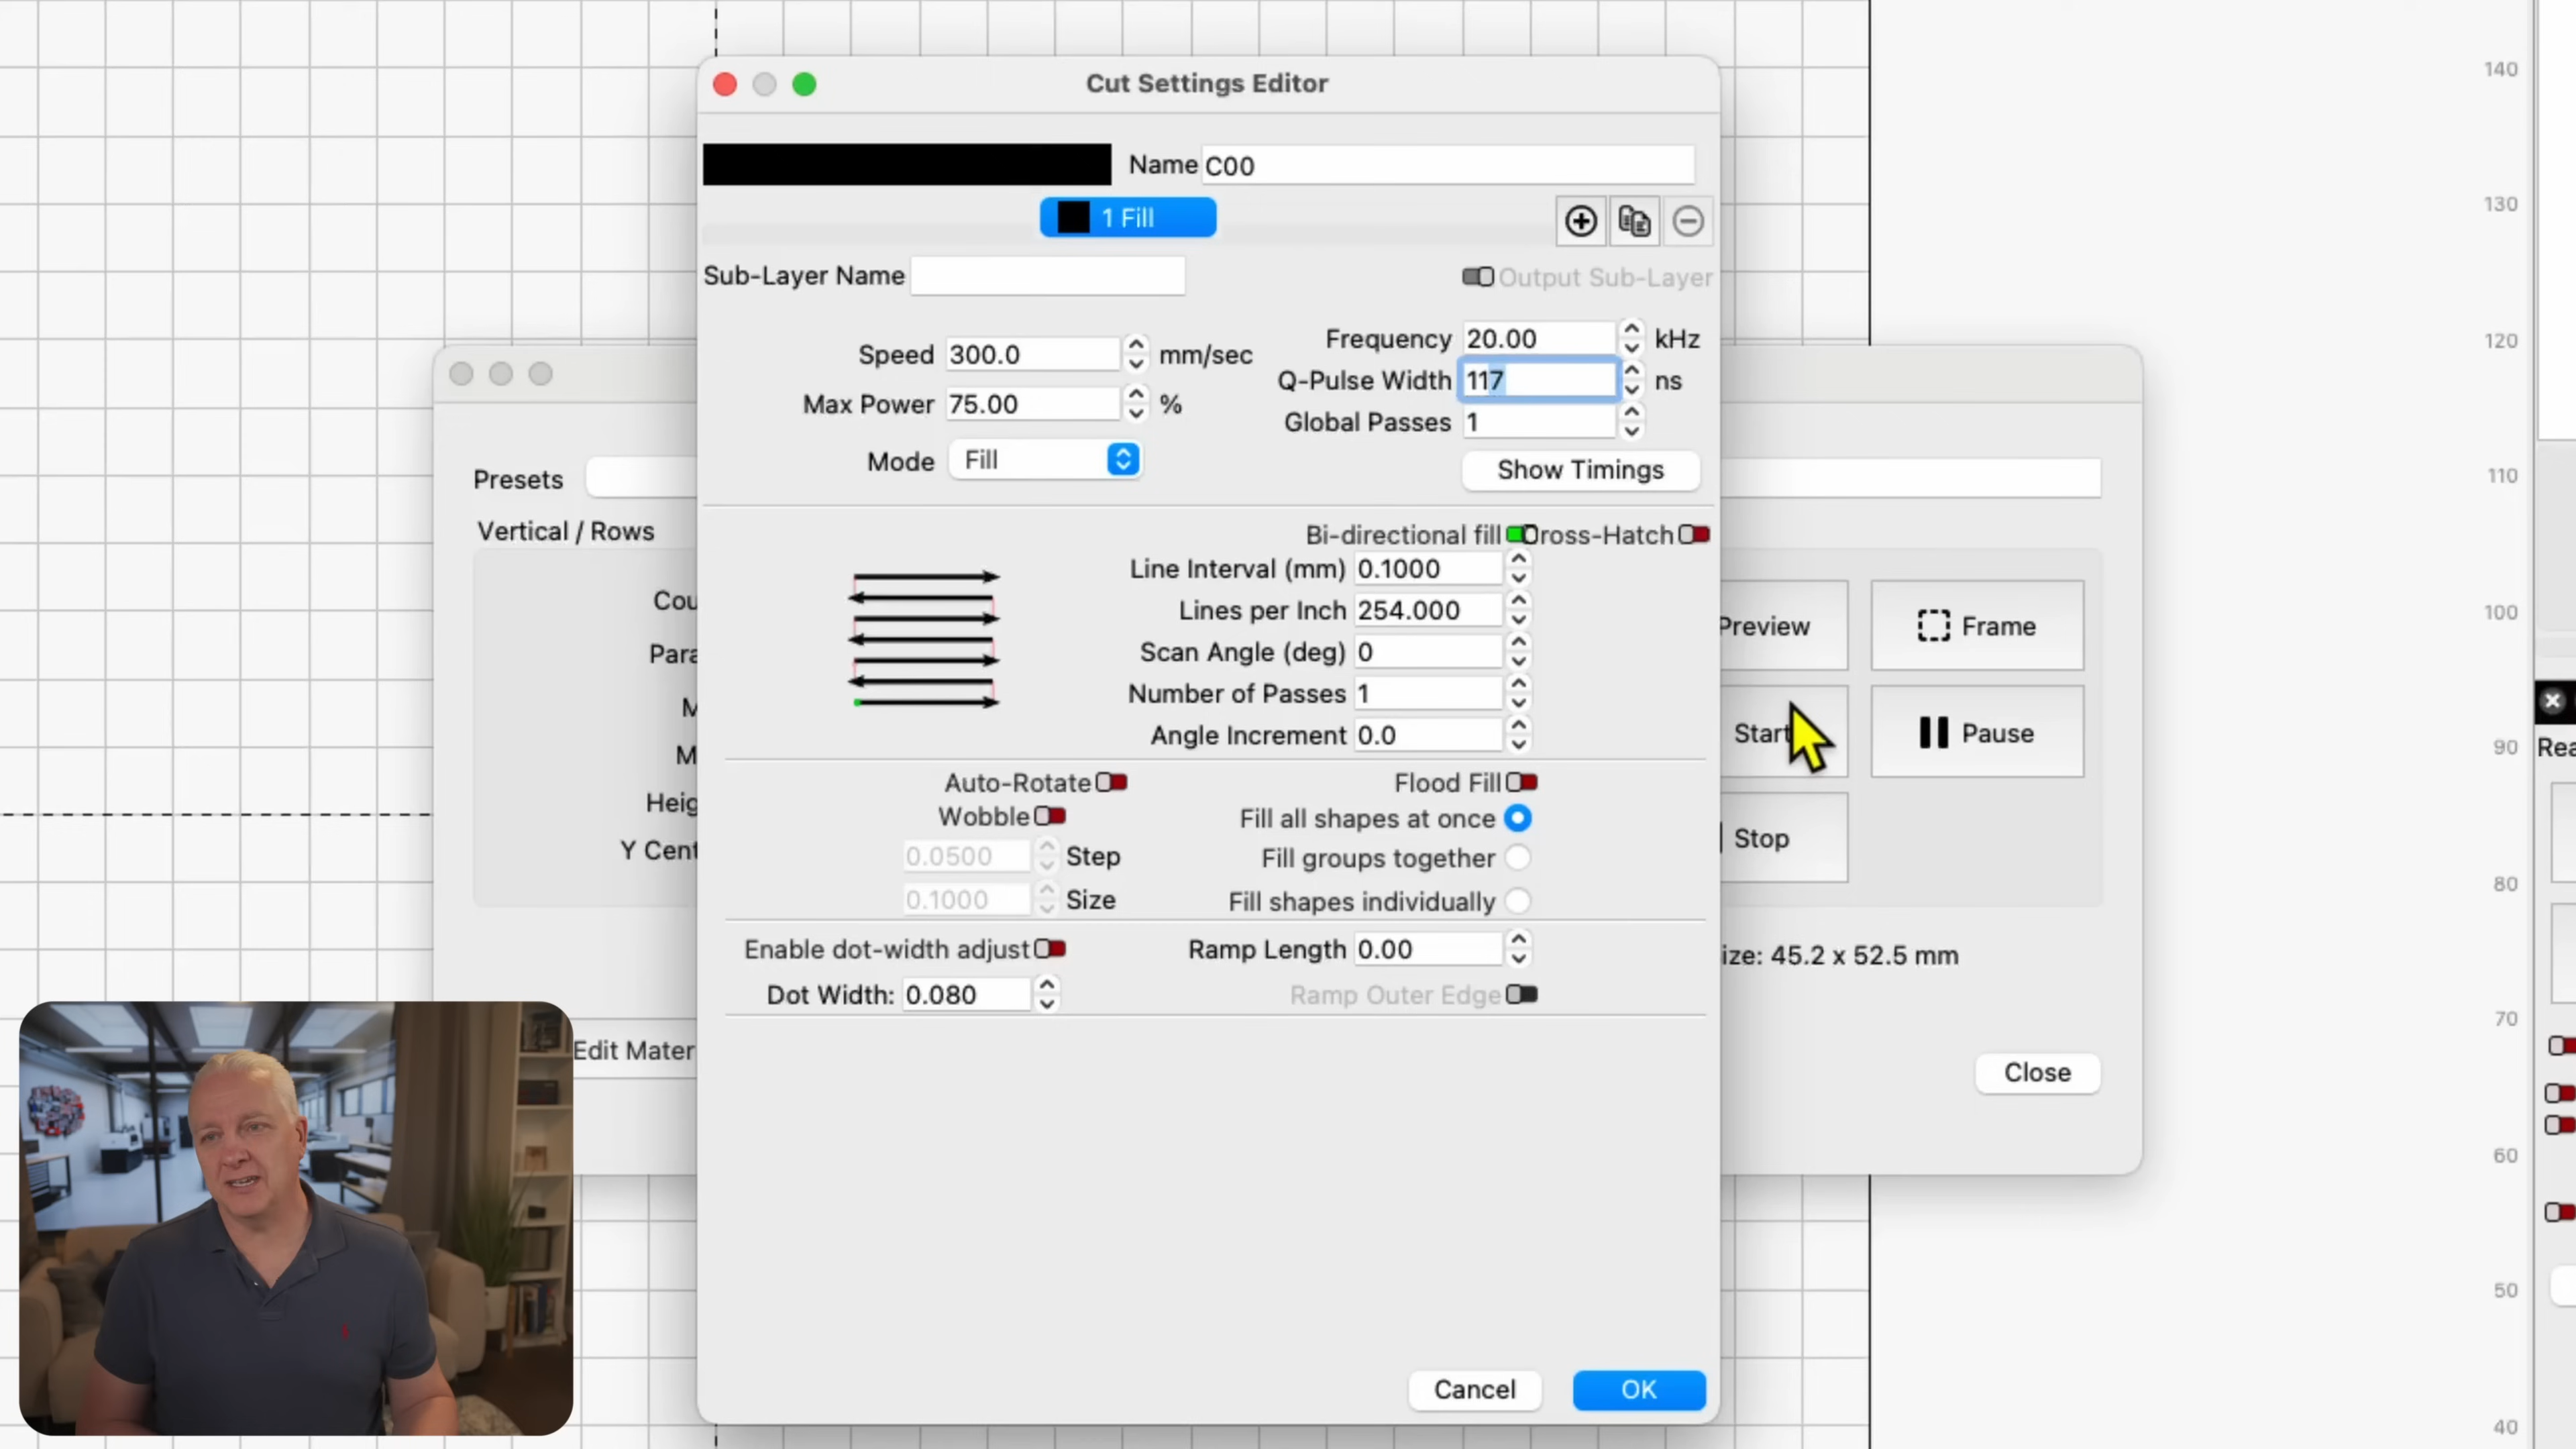 Cut Settings Editor
Name C00
1 Fill
Sub-Layer Name
Output Sub-Layer
Speed 300.0 mm/sec
Frequency 20.00 kHz
Max Power 75.00 %
Q-Pulse Width 117 ns
Global Passes 1
Mode Fill
Show Timings
Bi-directional fill
ross-Hatch
Line Interval (mm) 0.1000
Lines per Inch 254.000
Scan Angle (deg) 0
Number of Passes 1
Angle Increment 0.0
Auto-Rotate
Flood Fill
Wobble
Fill all shapes at once
0.0500 Step
Fill groups together
0.1000 Size
Fill shapes individually
Enable dot-width adjust
Ramp Length 0.00
Dot Width: 0.080
Ramp Outer Edge
Cancel
OK
Presets
Vertical / Rows
Cou
Para
M
M
Heig
Y Cent
Edit Mater
Preview
Frame
Start
Pause
Stop
ize: 45.2 x 52.5 mm
Close
140
130
120
110
100
90
80
70
60
50
40
Rea